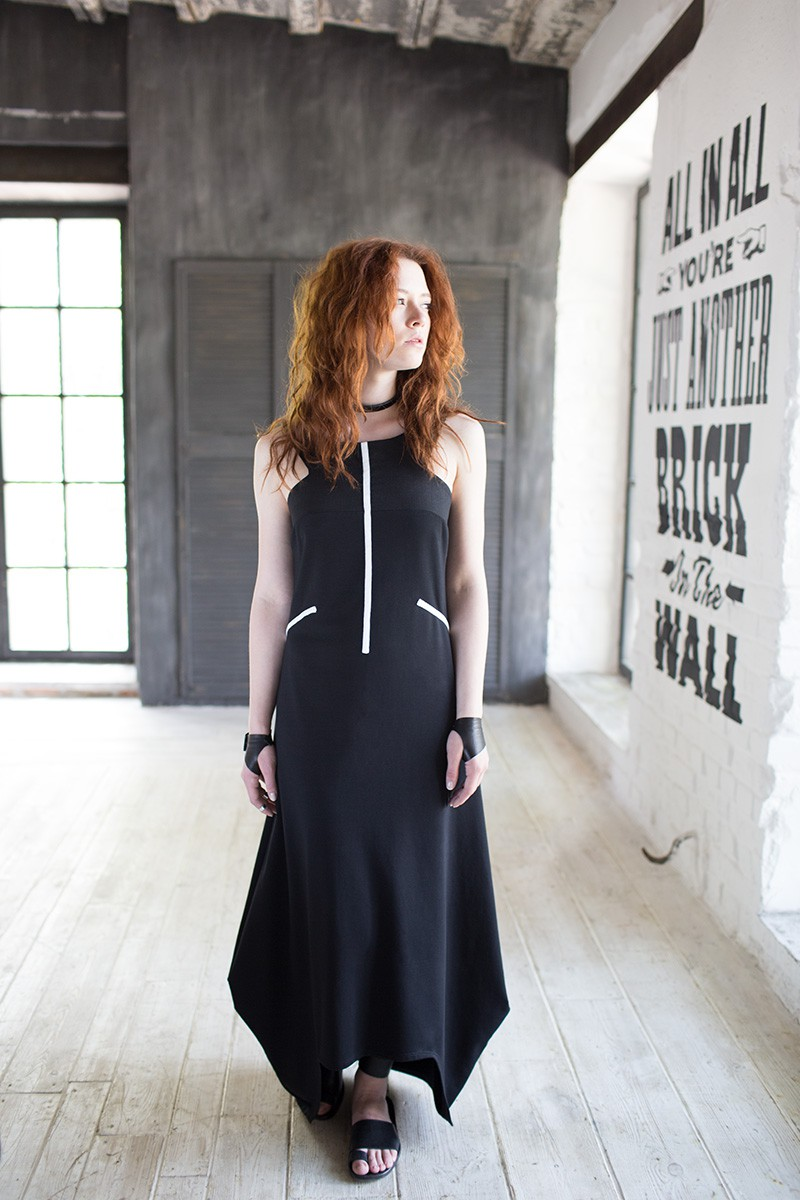 ALL IN ALL
YOU'RE
JUST ANOTHER
BRICK
In The
WALL